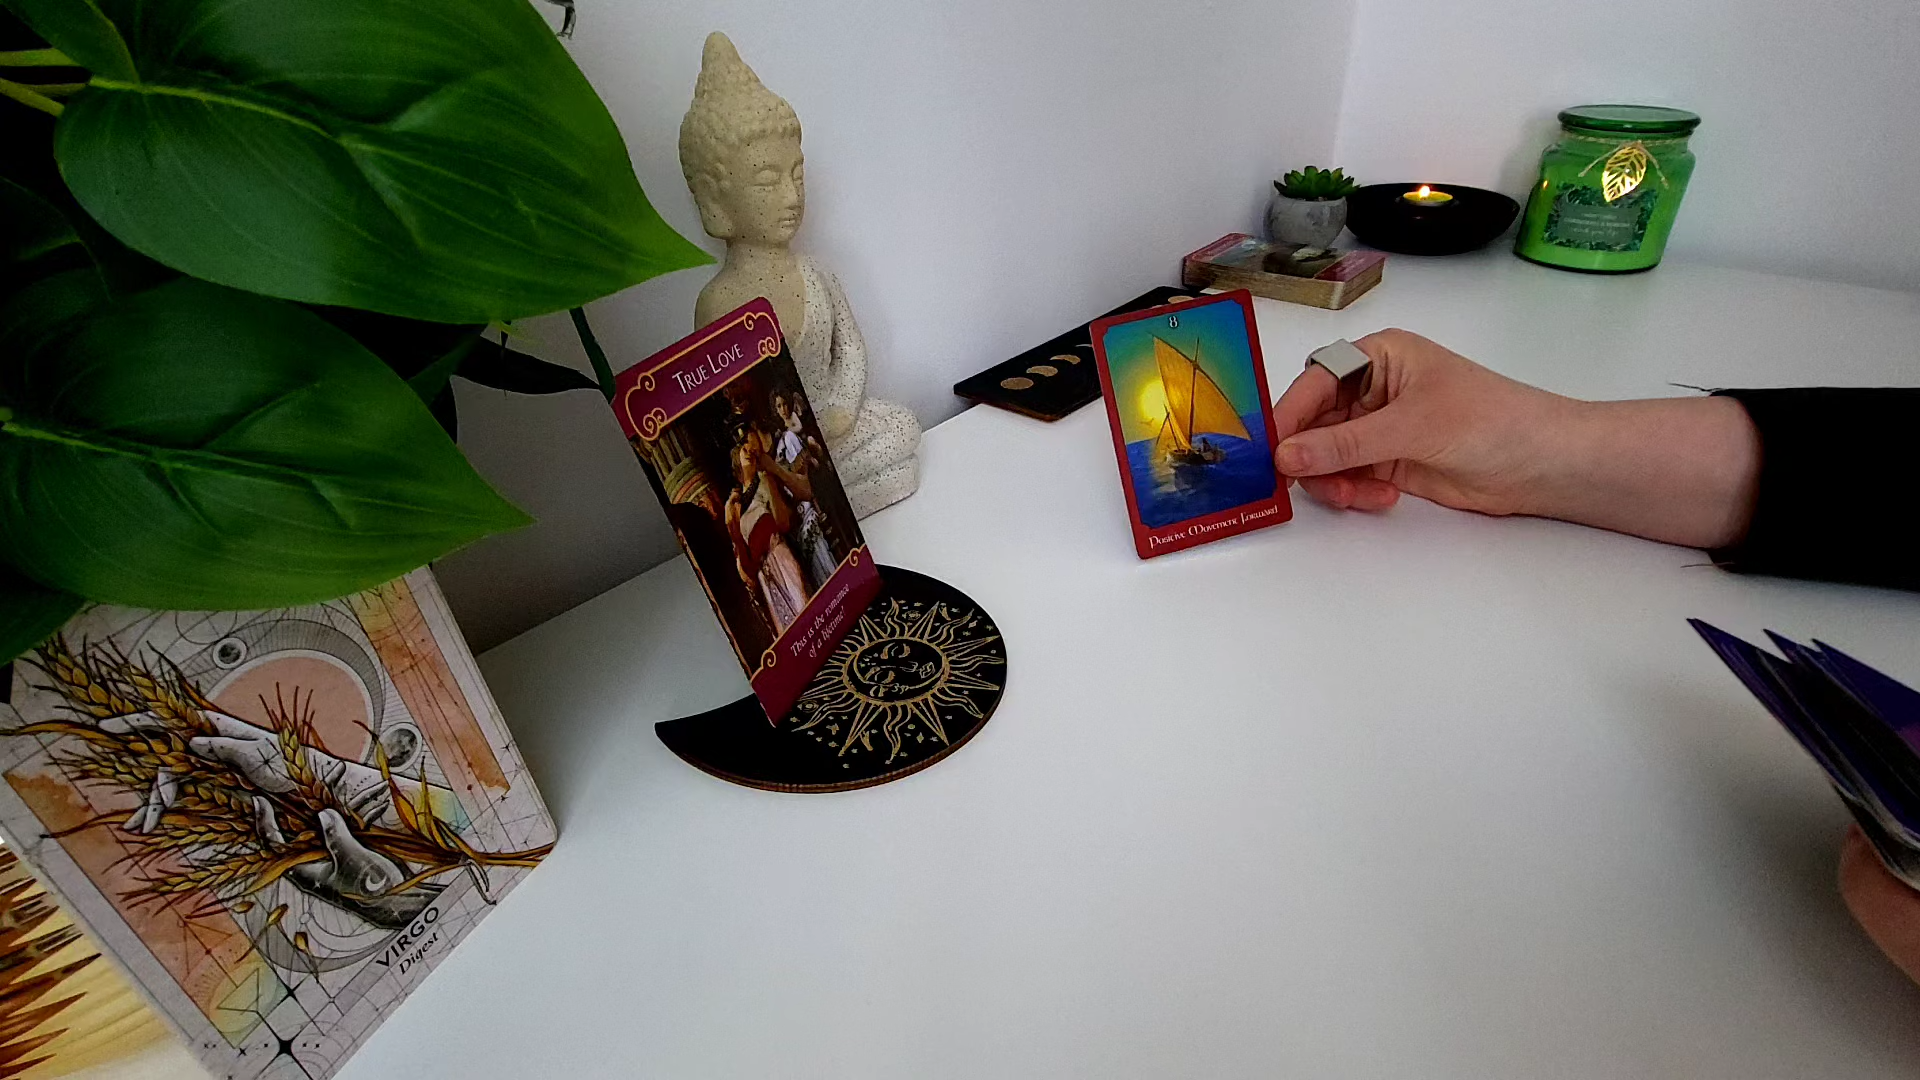 TRUE LOVE
This is the romance
of a lifetime!
8
Positive Movement Forward
VIRGO
Digest